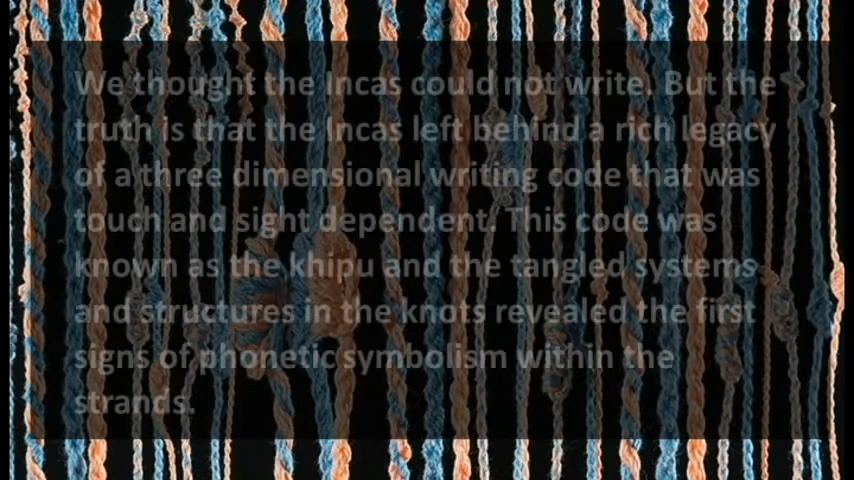 We thought the Incas could not write. But the
truth is that the Incas left behind a rich legacy
of a three dimensional writing code that was
touch and sight dependent. This code was
known as the khipu and the tangled systems
and structures in the knots revealed the first
signs of phonetic symbolism within the
strands.